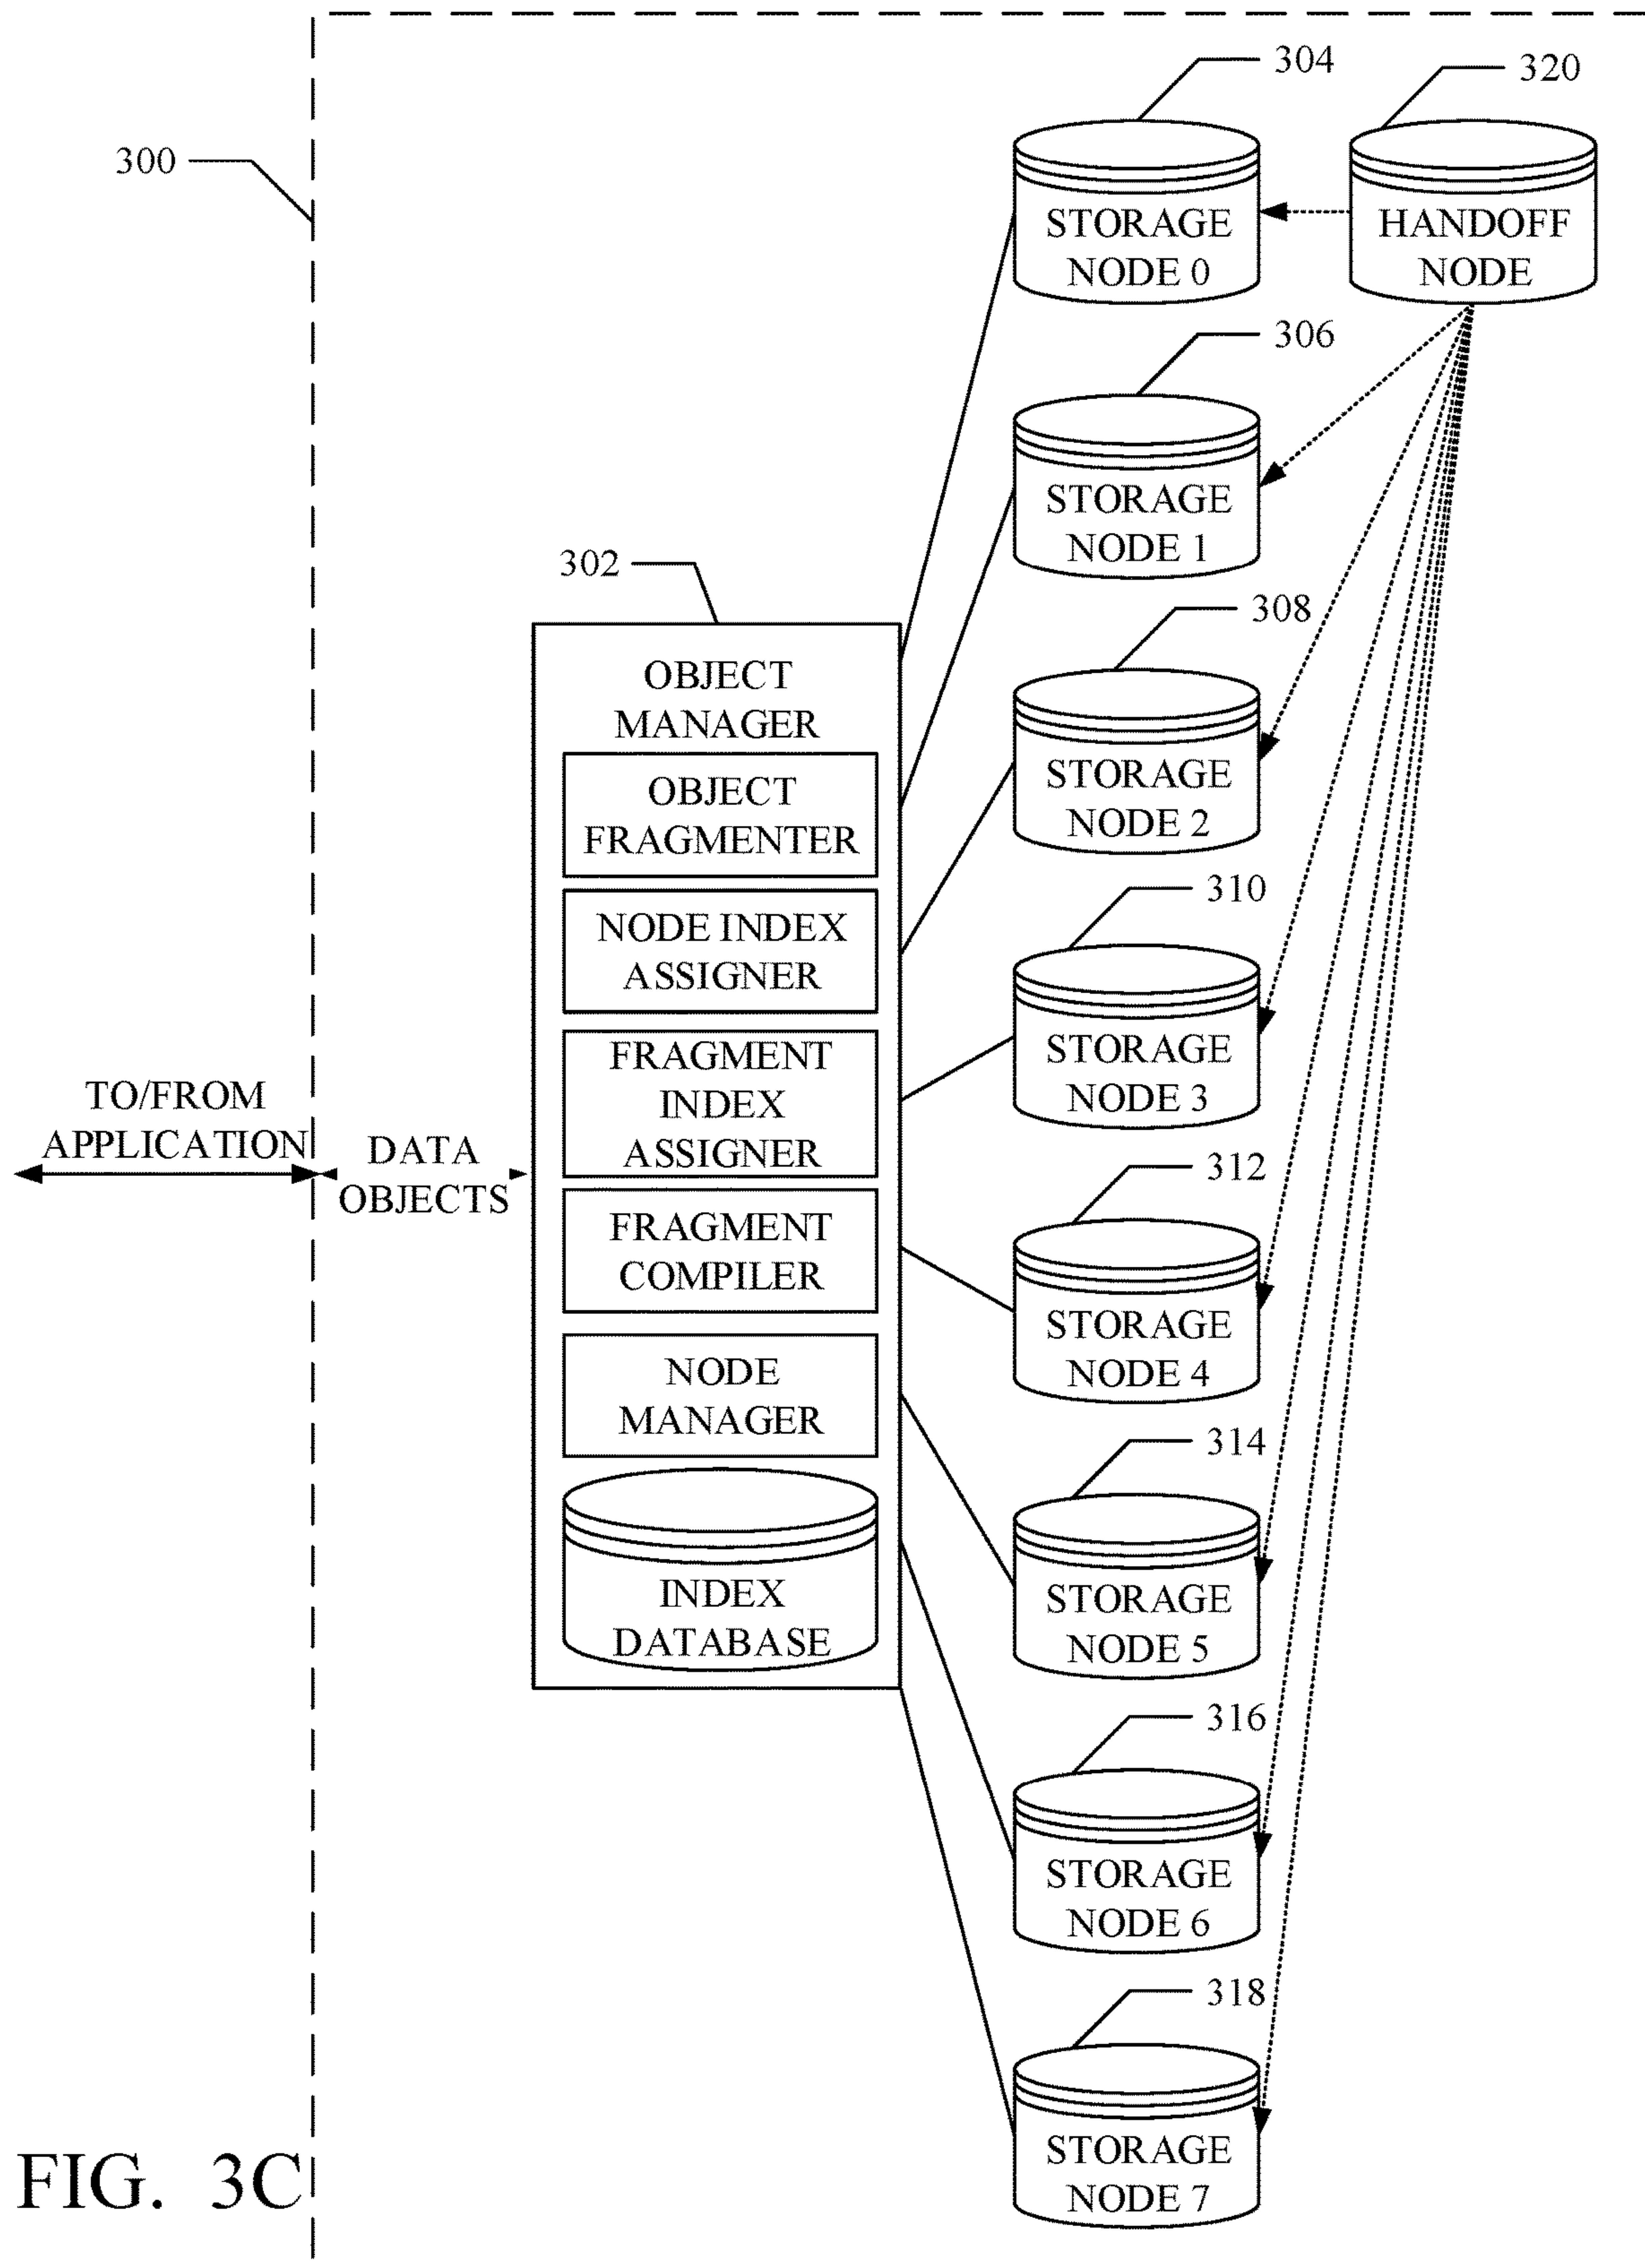 304
320
300
STORAGE
NODE 0
HANDOFF
NODE
306
STORAGE
NODE 1
302
308
OBJECT
MANAGER
STORAGE
NODE 2
OBJECT
FRAGMENTER
310
NODE INDEX
ASSIGNER
STORAGE
NODE 3
FRAGMENT
INDEX
ASSIGNER
TO/FROM
APPLICATION
DATA
OBJECTS
312
FRAGMENT
COMPILER
STORAGE
NODE 4
NODE
MANAGER
314
INDEX
DATABASE
STORAGE
NODE 5
316
STORAGE
NODE 6
318
STORAGE
NODE 7
FIG. 3C